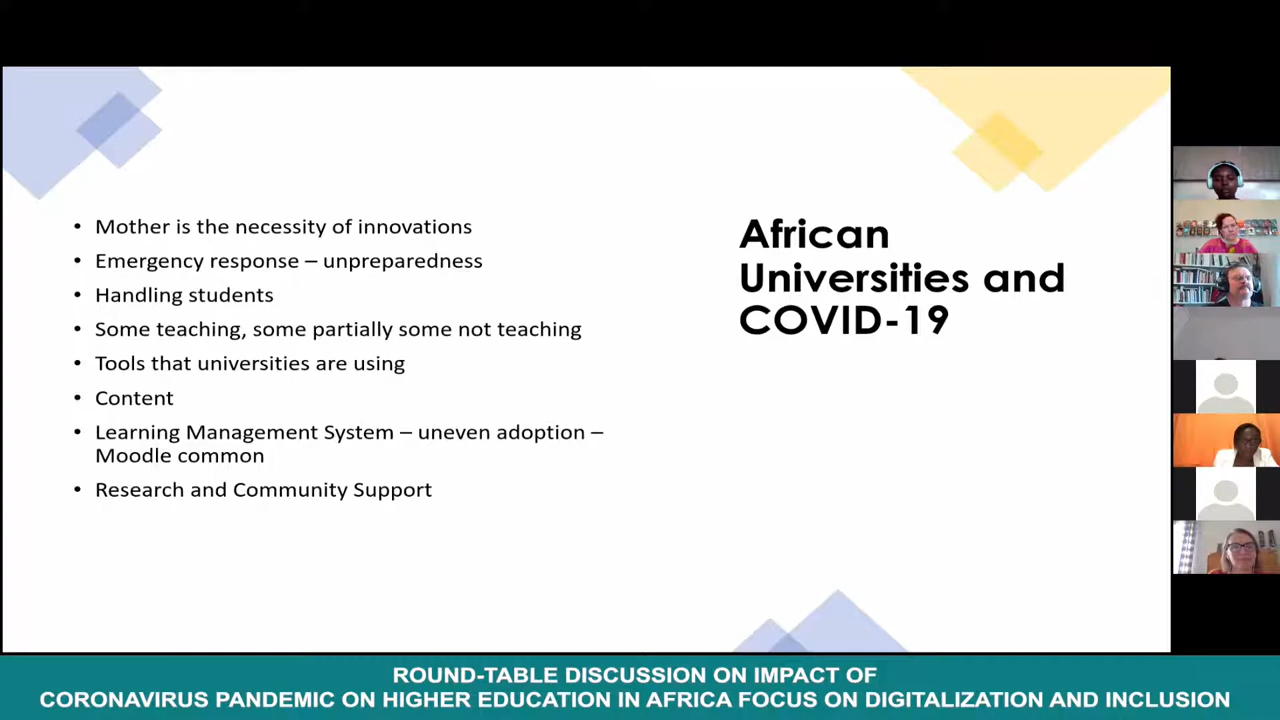 • Mother is the necessity of innovations
• Emergency response – unpreparedness
• Handling students
• Some teaching, some partially some not teaching
• Tools that universities are using
• Content
• Learning Management System – uneven adoption –
Moodle common
• Research and Community Support
African
Universities and
COVID-19
ROUND-TABLE DISCUSSION ON IMPACT OF
CORONAVIRUS PANDEMIC ON HIGHER EDUCATION IN AFRICA FOCUS ON DIGITALIZATION AND INCLUSION